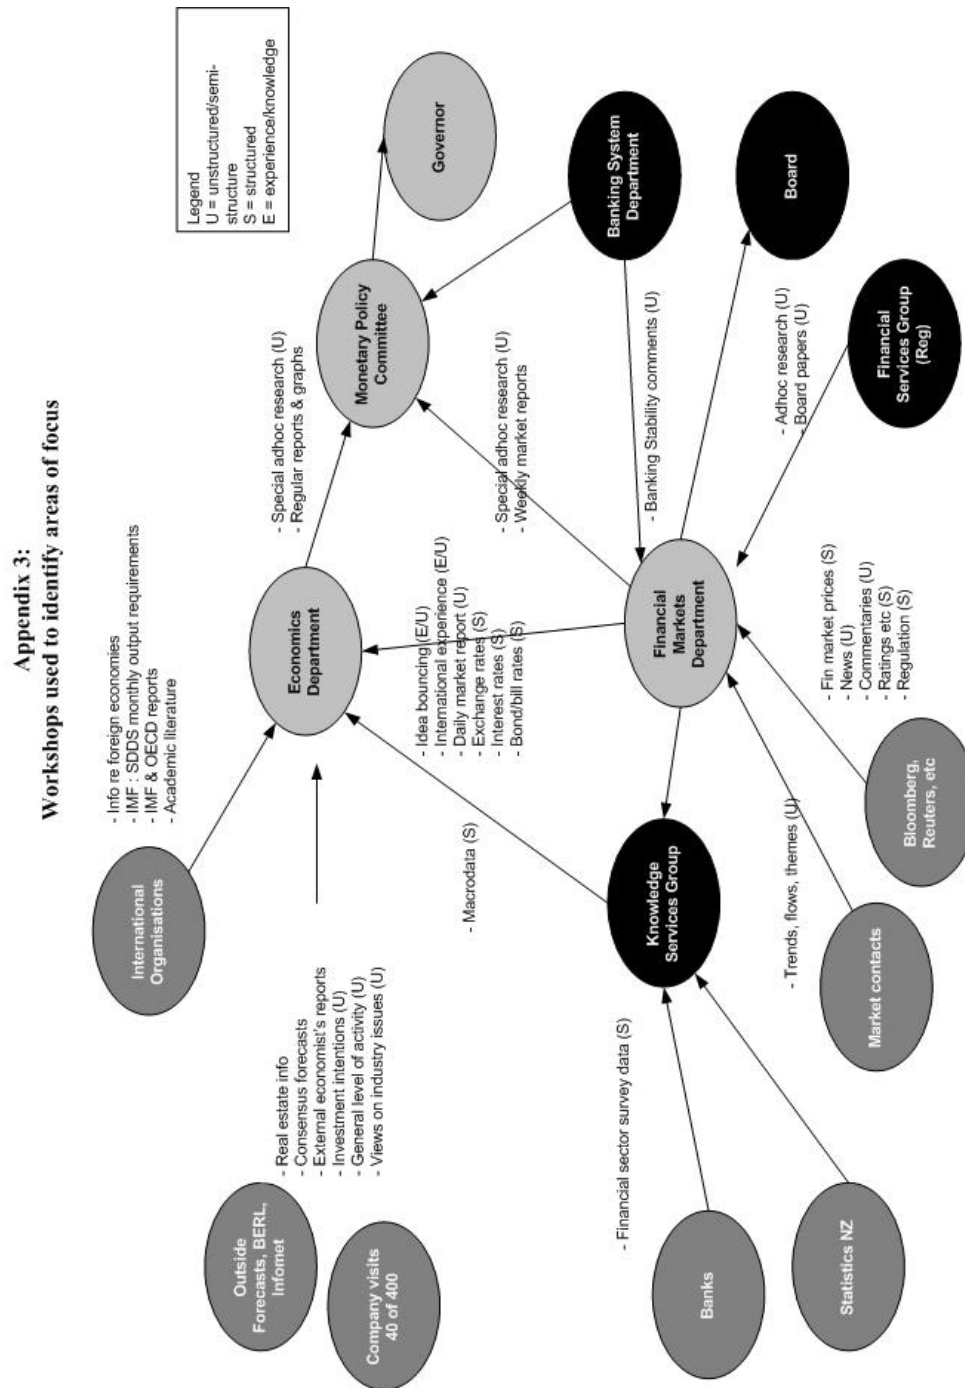 Appendix 3:
Workshops used to identify areas of focus
Legend
U = unstructured/semi-
structure
S = structured
E = experience/knowledge
Outside
Forecasts, BERL,
Infomet
Company visits
40 of 400
- Real estate info
- Consensus forecasts
- External economist's reports
- Investment intentions (U)
- General level of activity (U)
- Views on industry issues (U)
International
Organisations
- Info re foreign economies
- IMF : SDDS monthly output requirements
- IMF & OECD reports
- Academic literature
Economics
Department
- Special adhoc research (U)
- Regular reports & graphs
Monetary Policy
Committee
Governor
- Macrodata (S)
- Idea bouncing(E/U)
- International experience (E/U)
- Daily market report (U)
- Exchange rates (S)
- Interest rates (S)
- Bond/bill rates (S)
- Special adhoc research (U)
- Weekly market reports
Banking System
Department
- Banking Stability comments (U)
Banks
- Financial sector survey data (S)
Knowledge
Services Group
Financial
Markets
Department
Board
- Adhoc research (U)
- Board papers (U)
Statistics NZ
Market contacts
- Trends, flows, themes (U)
Bloomberg,
Reuters, etc
- Fin market prices (S)
- News (U)
- Commentaries (U)
- Ratings etc (S)
- Regulation (S)
Financial
Services Group
(Reg)